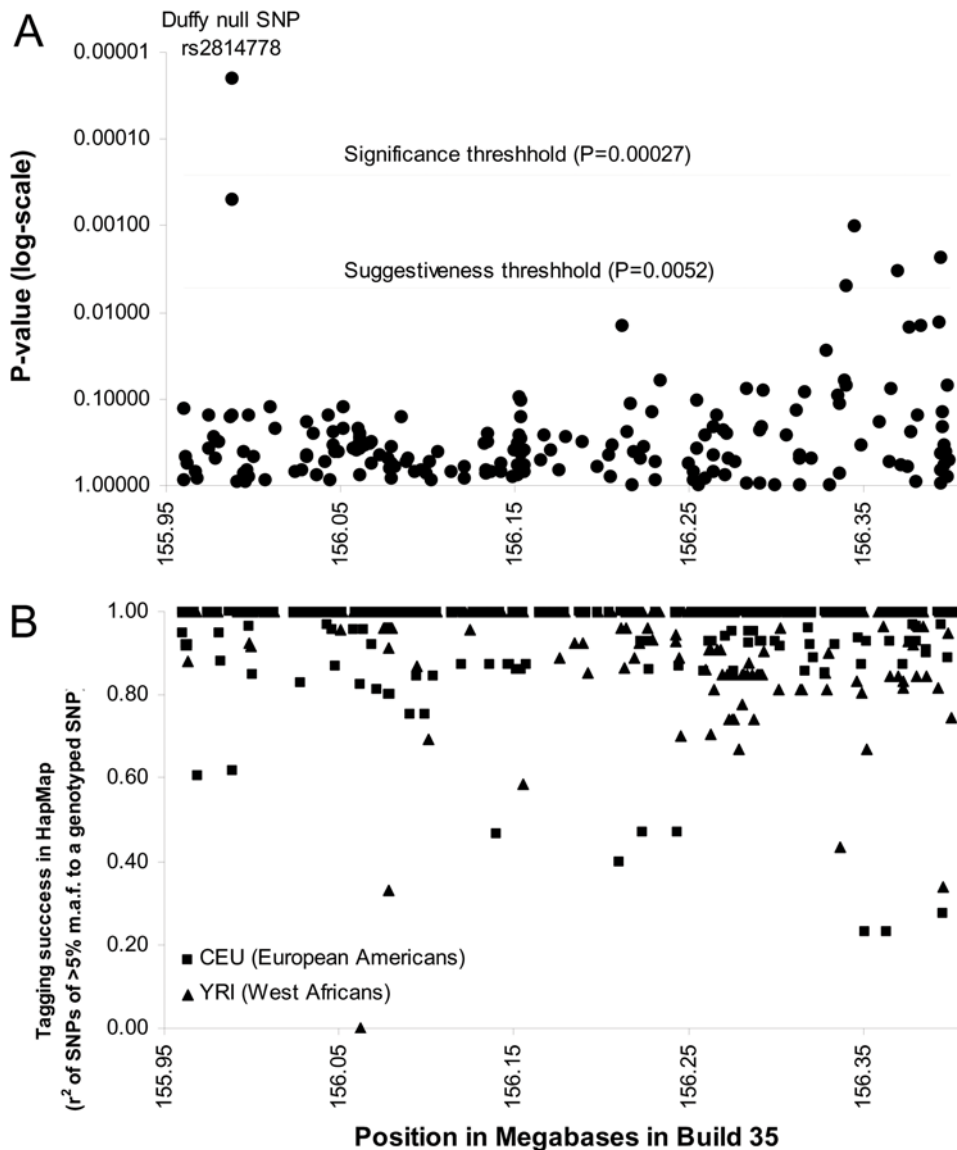 A
Duffy null SNP
rs2814778
P-value (log-scale)
0.00001
0.00010
0.00100
0.01000
0.10000
1.00000
Significance threshhold (P=0.00027)
Suggestiveness threshhold (P=0.0052)
155.95
156.05
156.15
156.25
156.35
B
Tagging succcess in HapMap
(r² of SNPs of >5% m.a.f. to a genotyped SNP)
1.00
0.80
0.60
0.40
0.20
0.00
CEU (European Americans)
YRI (West Africans)
155.95
156.05
156.15
156.25
156.35
Position in Megabases in Build 35